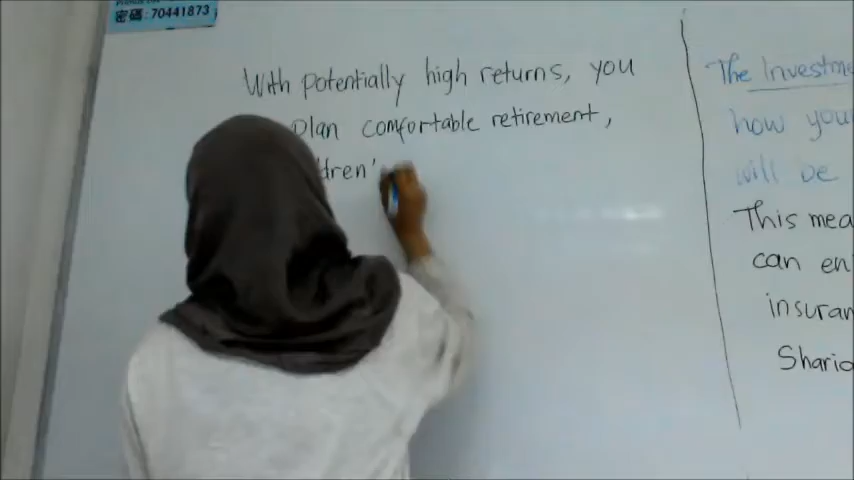 密碼:70441873
With potentially high returns, you
plan comfortable retirement,
dren'
The Investm
how you
will be
This mea
can en
insuran
Shario